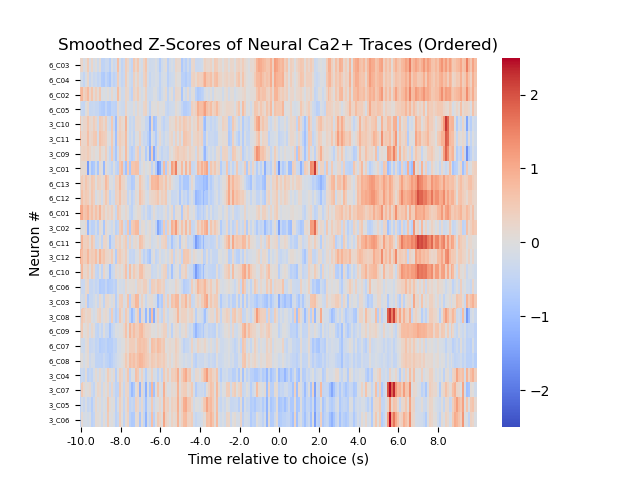 Smoothed Z-Scores of Neural Ca2+ Traces (Ordered)
6_C03
6_C04
6_C02
6_C05
3_C10
3_C11
3_C09
3_C01
6_C13
6_C12
6_C01
3_C02
6_C11
3_C12
6_C10
6_C06
3_C03
3_C08
6_C09
6_C07
6_C08
3_C04
3_C07
3_C05
3_C06
Neuron #
-10.0 -8.0 -6.0 -4.0 -2.0 0.0 2.0 4.0 6.0 8.0
Time relative to choice (s)
2
1
0
−1
−2